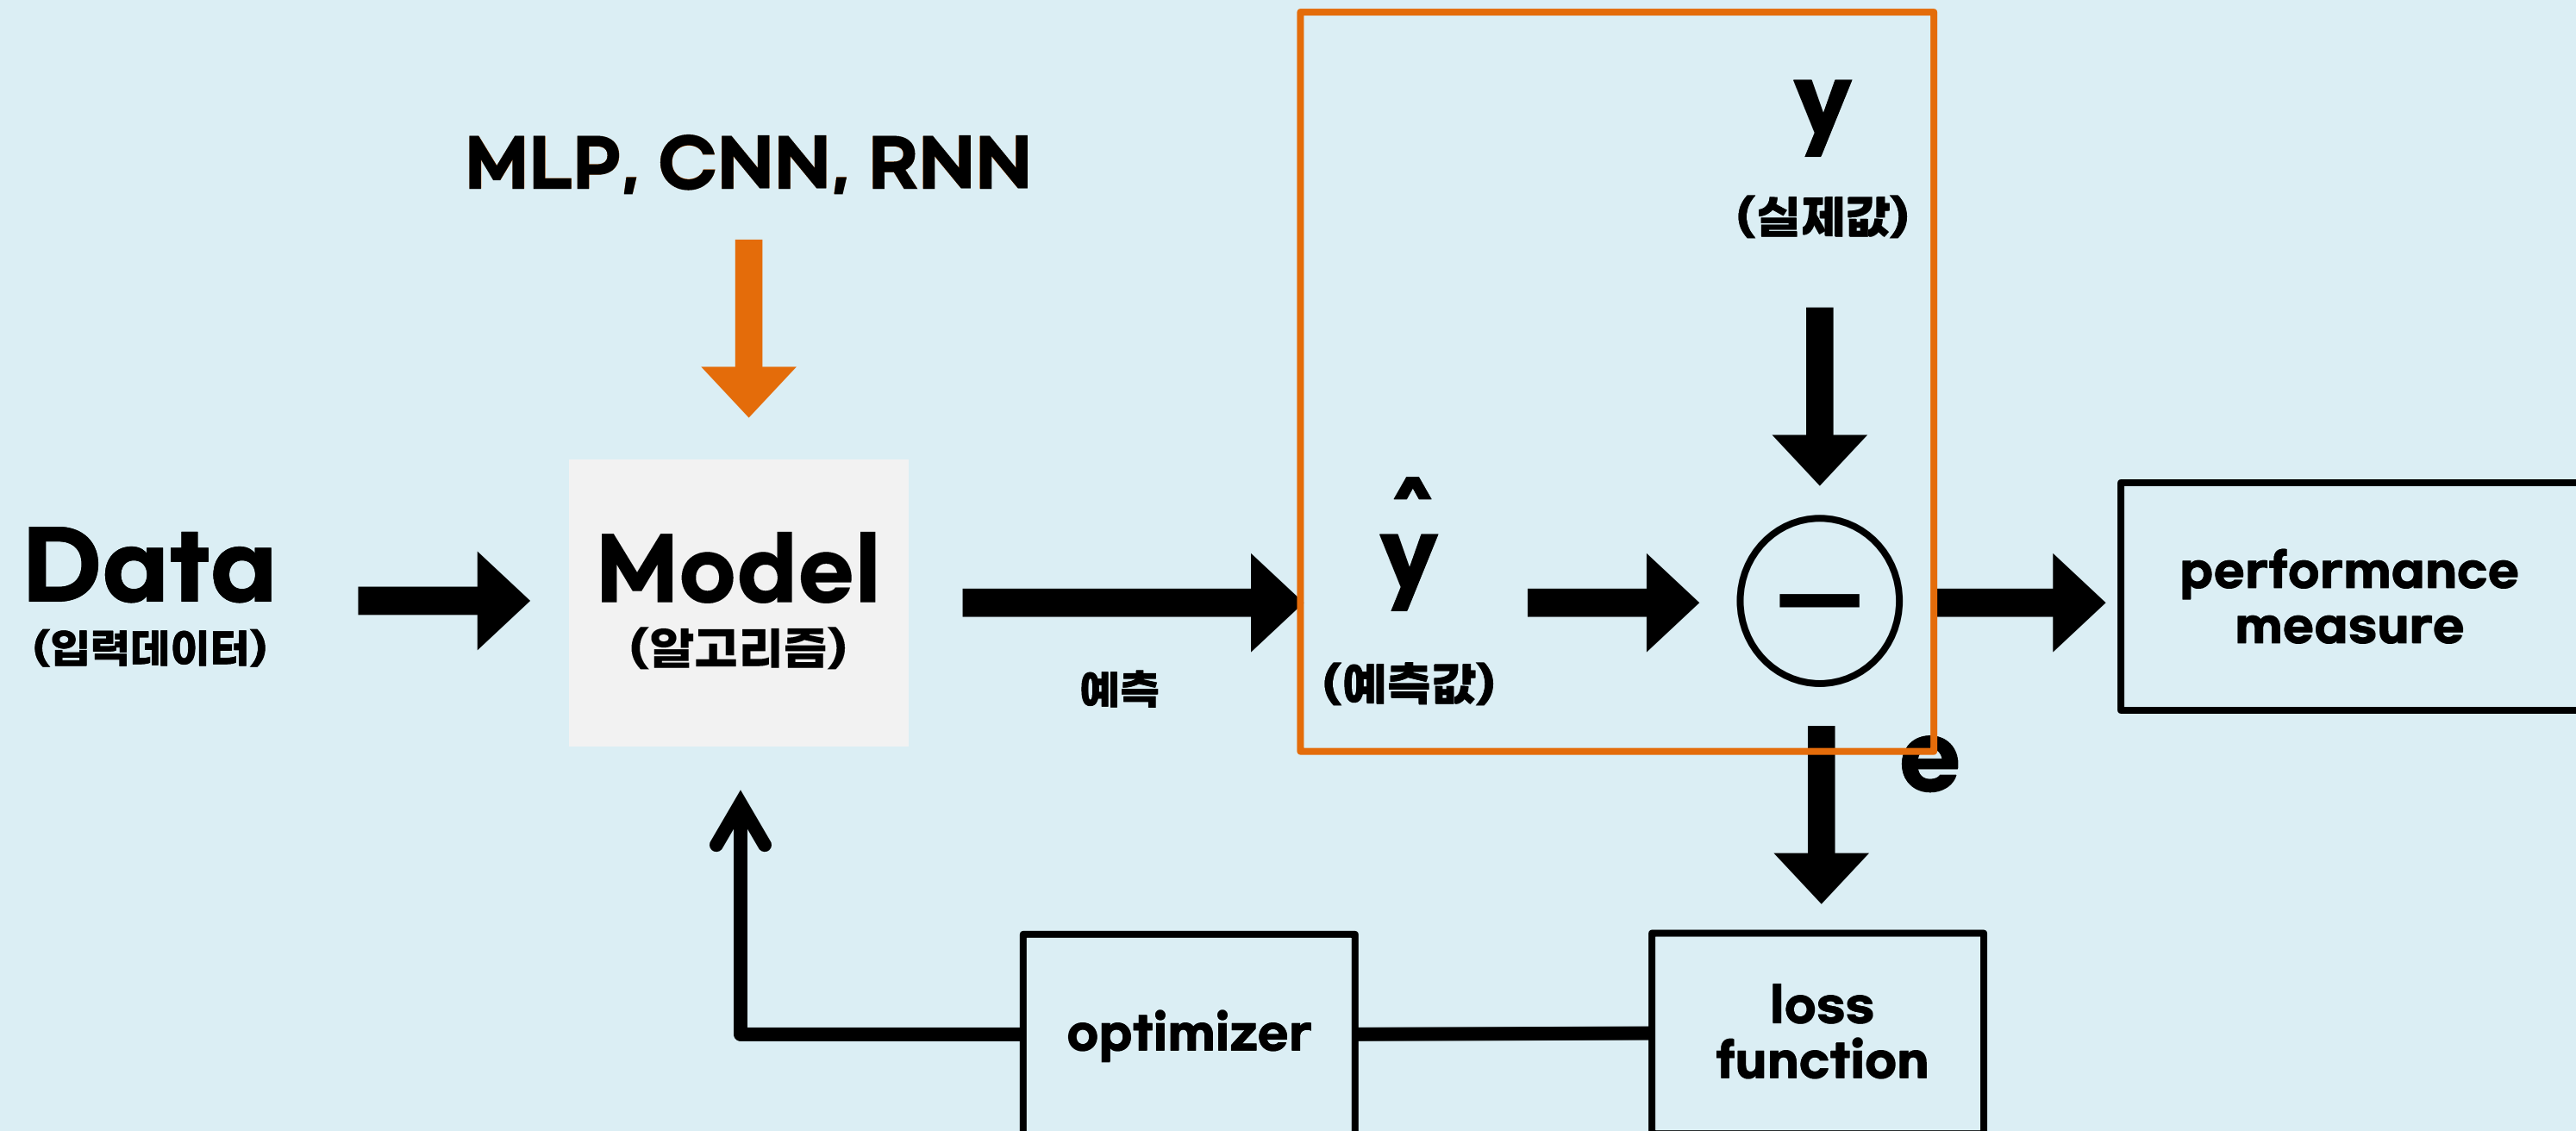 MLP, CNN, RNN
y
(실제값)
Data
(입력데이터)
Model
(알고리즘)
예측
ŷ
(예측값)
−
performance
measure
e
optimizer
loss
function